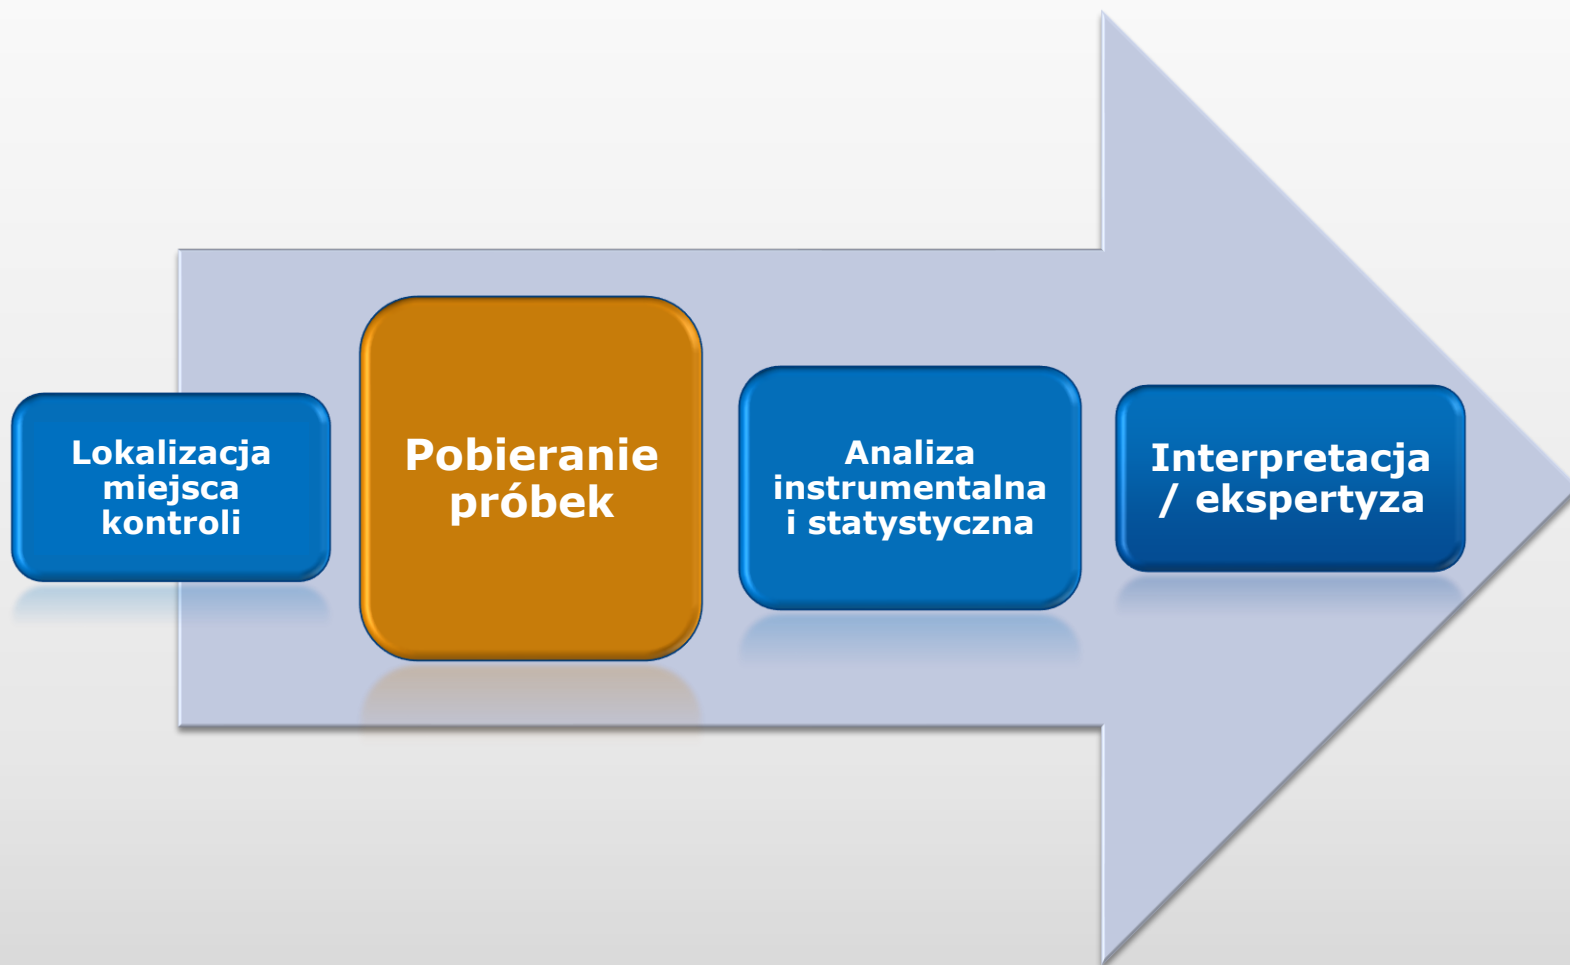 Lokalizacja
miejsca
kontroli
Pobieranie
próbek
Analiza
instrumentalna
i statystyczna
Interpretacja
/ ekspertyza